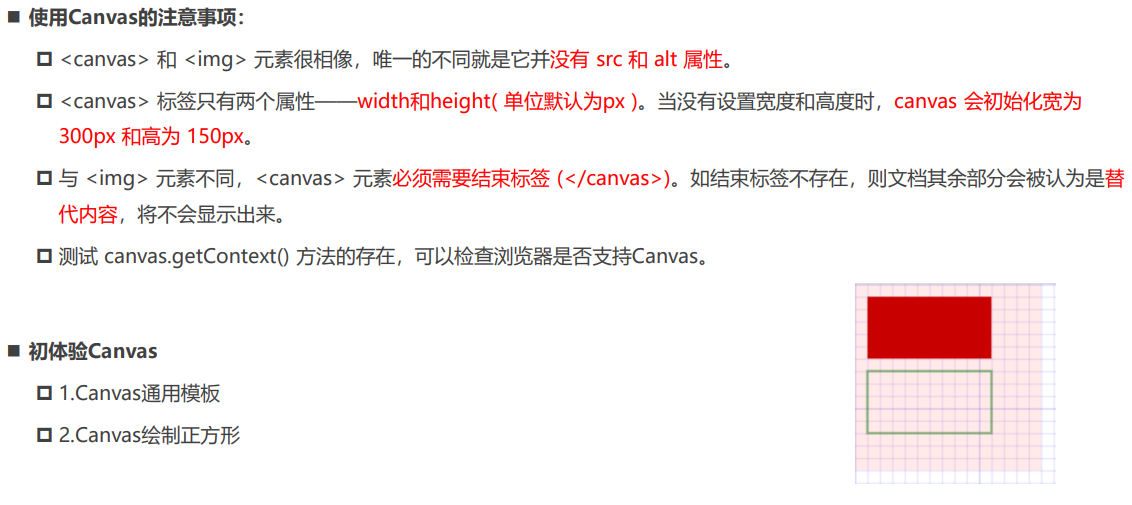 使用Canvas的注意事项：
<canvas> 和 <img> 元素很相像，唯一的不同就是它并没有 src 和 alt 属性。
<canvas> 标签只有两个属性——width和height( 单位默认为px )。当没有设置宽度和高度时，canvas 会初始化宽为
300px 和高为 150px。
与 <img> 元素不同，<canvas> 元素必须需要结束标签 (</canvas>)。如结束标签不存在，则文档其余部分会被认为是替
代内容，将不会显示出来。
测试 canvas.getContext() 方法的存在，可以检查浏览器是否支持Canvas。
初体验Canvas
1.Canvas通用模板
2.Canvas绘制正方形